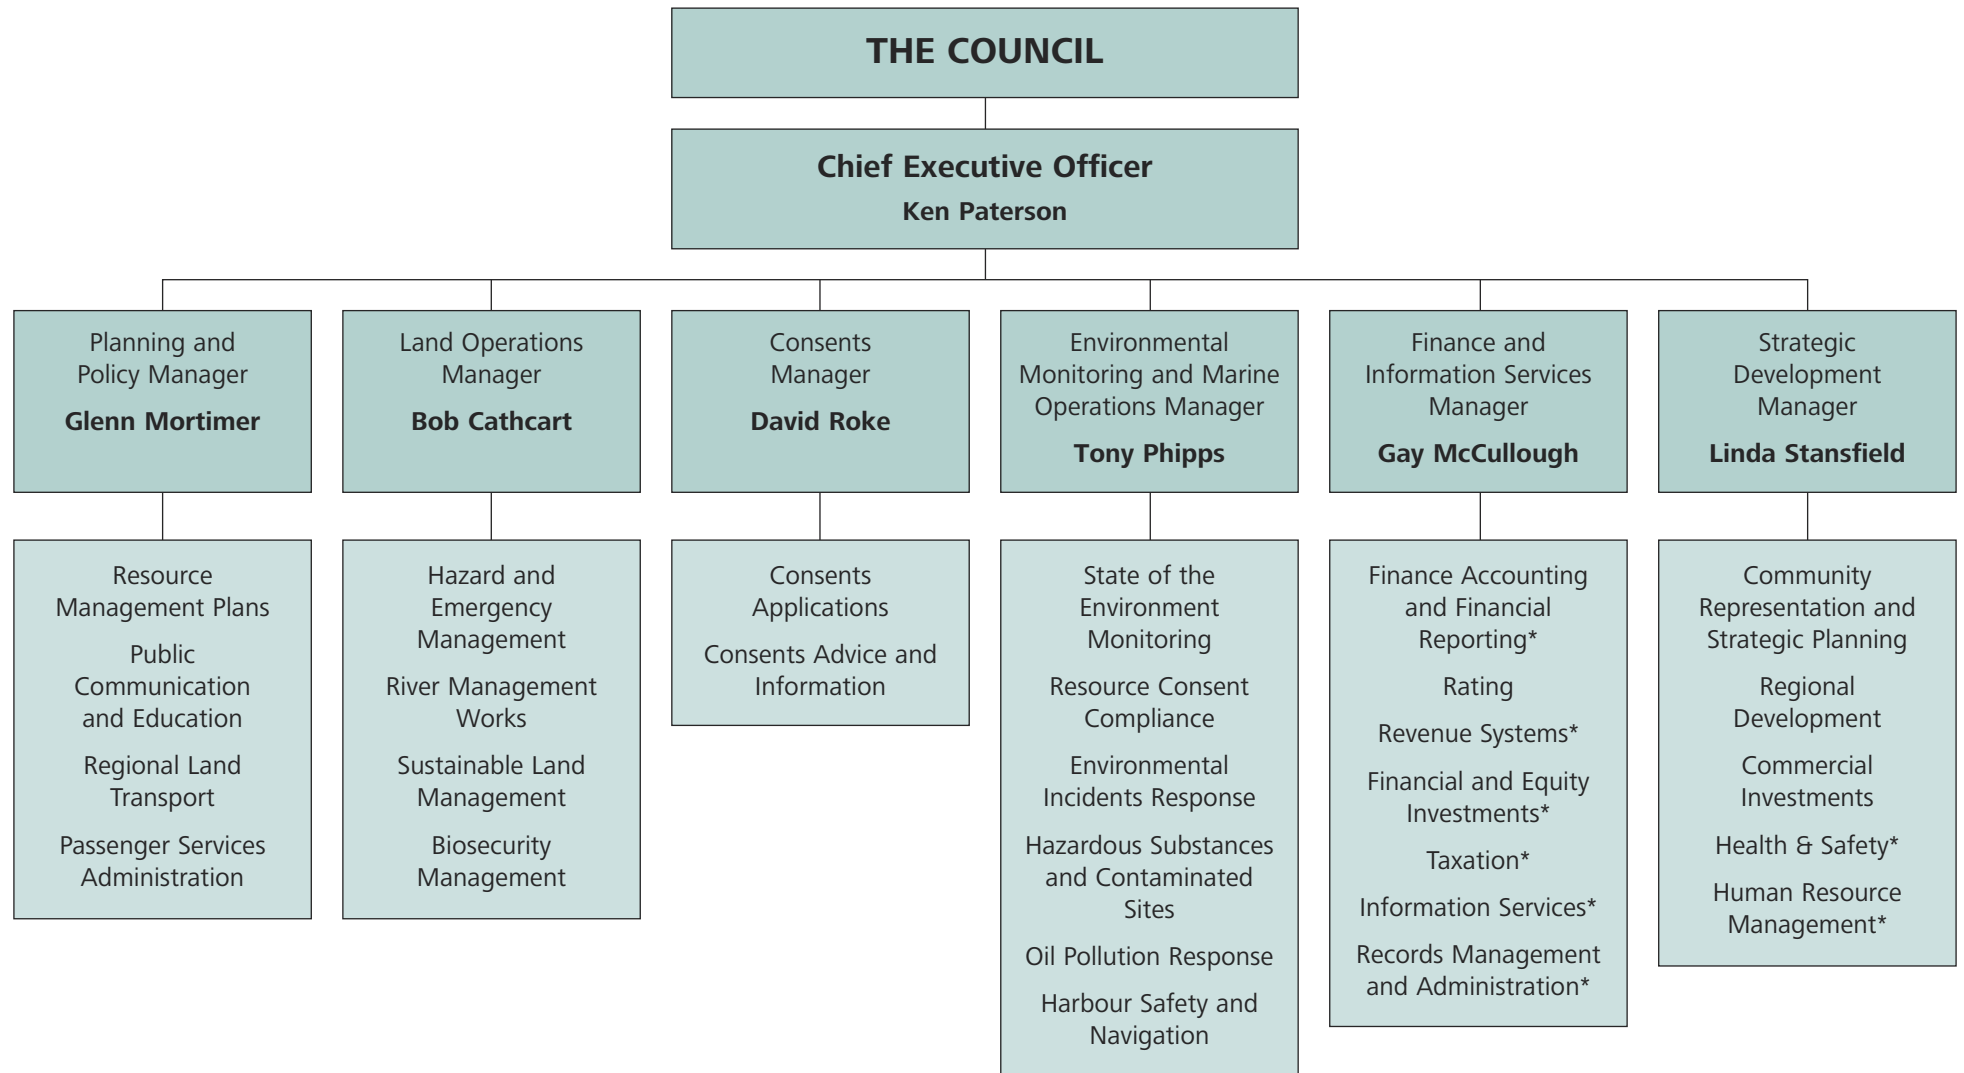 THE COUNCIL
Chief Executive Officer
Ken Paterson
Planning and
Policy Manager
Glenn Mortimer
Land Operations
Manager
Bob Cathcart
Consents
Manager
David Roke
Environmental
Monitoring and Marine
Operations Manager
Tony Phipps
Finance and
Information Services
Manager
Gay McCullough
Strategic
Development
Manager
Linda Stansfield
Resource
Management Plans
Public
Communication
and Education
Regional Land
Transport
Passenger Services
Administration
Hazard and
Emergency
Management
River Management
Works
Sustainable Land
Management
Biosecurity
Management
Consents
Applications
Consents Advice and
Information
State of the
Environment
Monitoring
Resource Consent
Compliance
Environmental
Incidents Response
Hazardous Substances
and Contaminated
Sites
Oil Pollution Response
Harbour Safety and
Navigation
Finance Accounting
and Financial
Reporting*
Rating
Revenue Systems*
Financial and Equity
Investments*
Taxation*
Information Services*
Records Management
and Administration*
Community
Representation and
Strategic Planning
Regional
Development
Commercial
Investments
Health & Safety*
Human Resource
Management*